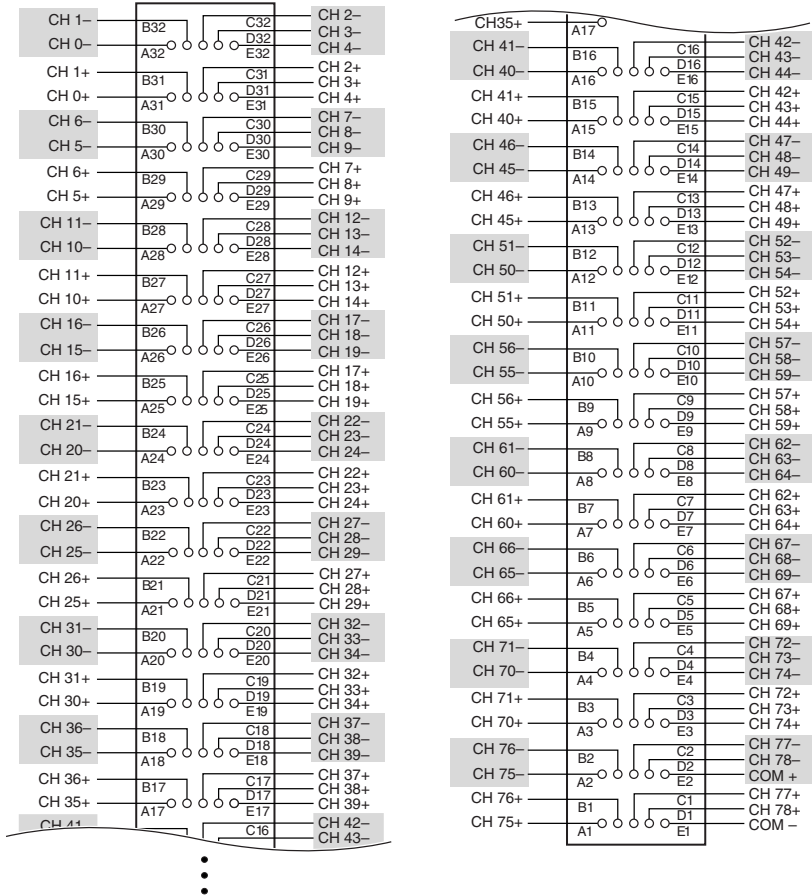 CH 1– B32 C32 CH 2–
D32 CH 3–
CH 0– A32 E32 CH 4–
CH 1+ B31 C31 CH 2+
D31 CH 3+
CH 0+ A31 E31 CH 4+
CH 6– B30 C30 CH 7–
D30 CH 8–
CH 5– A30 E30 CH 9–
CH 6+ B29 C29 CH 7+
D29 CH 8+
CH 5+ A29 E29 CH 9+
CH 11– B28 C28 CH 12–
D28 CH 13–
CH 10– A28 E28 CH 14–
CH 11+ B27 C27 CH 12+
D27 CH 13+
CH 10+ A27 E27 CH 14+
CH 16– B26 C26 CH 17–
D26 CH 18–
CH 15– A26 E26 CH 19–
CH 16+ B25 C25 CH 17+
D25 CH 18+
CH 15+ A25 E25 CH 19+
CH 21– B24 C24 CH 22–
D24 CH 23–
CH 20– A24 E24 CH 24–
CH 21+ B23 C23 CH 22+
D23 CH 23+
CH 20+ A23 E23 CH 24+
CH 26– B22 C22 CH 27–
D22 CH 28–
CH 25– A22 E22 CH 29–
CH 26+ B21 C21 CH 27+
D21 CH 28+
CH 25+ A21 E21 CH 29+
CH 31– B20 C20 CH 32–
D20 CH 33–
CH 30– A20 E20 CH 34–
CH 31+ B19 C19 CH 32+
D19 CH 33+
CH 30+ A19 E19 CH 34+
CH 36– B18 C18 CH 37–
D18 CH 38–
CH 35– A18 E18 CH 39–
CH 36+ B17 C17 CH 37+
D17 CH 38+
CH 35+ A17 E17 CH 39+
CH 41 C16 CH 42–
CH 43–
CH35+ A17
CH 41– B16 C16 CH 42–
D16 CH 43–
CH 40– A16 E16 CH 44–
CH 41+ B15 C15 CH 42+
D15 CH 43+
CH 40+ A15 E15 CH 44+
CH 46– B14 C14 CH 47–
D14 CH 48–
CH 45– A14 E14 CH 49–
CH 46+ B13 C13 CH 47+
D13 CH 48+
CH 45+ A13 E13 CH 49+
CH 51– B12 C12 CH 52–
D12 CH 53–
CH 50– A12 E12 CH 54–
CH 51+ B11 C11 CH 52+
D11 CH 53+
CH 50+ A11 E11 CH 54+
CH 56– B10 C10 CH 57–
D10 CH 58–
CH 55– A10 E10 CH 59–
CH 56+ B9 C9 CH 57+
D9 CH 58+
CH 55+ A9 E9 CH 59+
CH 61– B8 C8 CH 62–
D8 CH 63–
CH 60– A8 E8 CH 64–
CH 61+ B7 C7 CH 62+
D7 CH 63+
CH 60+ A7 E7 CH 64+
CH 66– B6 C6 CH 67–
D6 CH 68–
CH 65– A6 E6 CH 69–
CH 66+ B5 C5 CH 67+
D5 CH 68+
CH 65+ A5 E5 CH 69+
CH 71– B4 C4 CH 72–
D4 CH 73–
CH 70– A4 E4 CH 74–
CH 71+ B3 C3 CH 72+
D3 CH 73+
CH 70+ A3 E3 CH 74+
CH 76– B2 C2 CH 77–
D2 CH 78–
CH 75– A2 E2 COM +
CH 76+ B1 C1 CH 77+
D1 CH 78+
CH 75+ A1 E1 COM –